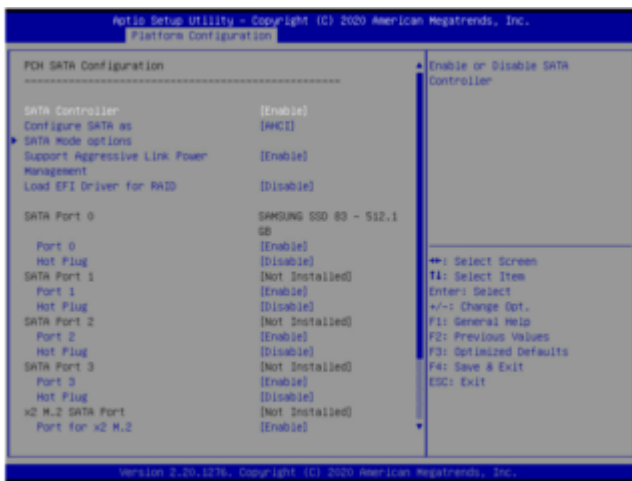 Aptio Setup Utility – Copyright (C) 2020 American Megatrends, Inc.
Platform Configuration
PCH SATA Configuration
--------------------------------------------------
SATA Controller [Enable]
Configure SATA as [AHCI]
SATA Mode options
Support Aggressive Link Power [Enable]
Management
Load EFI Driver for RAID [Disable]
SATA Port 0 SAMSUNG SSD 83 - 512.1
GB
Port 0 [Enable]
Hot Plug [Disable]
SATA Port 1 [Not Installed]
Port 1 [Enable]
Hot Plug [Disable]
SATA Port 2 [Not Installed]
Port 2 [Enable]
Hot Plug [Disable]
SATA Port 3 [Not Installed]
Port 3 [Enable]
Hot Plug [Disable]
x2 M.2 SATA Port [Not Installed]
Port for x2 M.2 [Enable]
Enable or Disable SATA
Controller
↔: Select Screen
↑↓: Select Item
Enter: Select
+/-: Change Opt.
F1: General Help
F2: Previous Values
F3: Optimized Defaults
F4: Save & Exit
ESC: Exit
Version 2.20.1276. Copyright (C) 2020 American Megatrends, Inc.